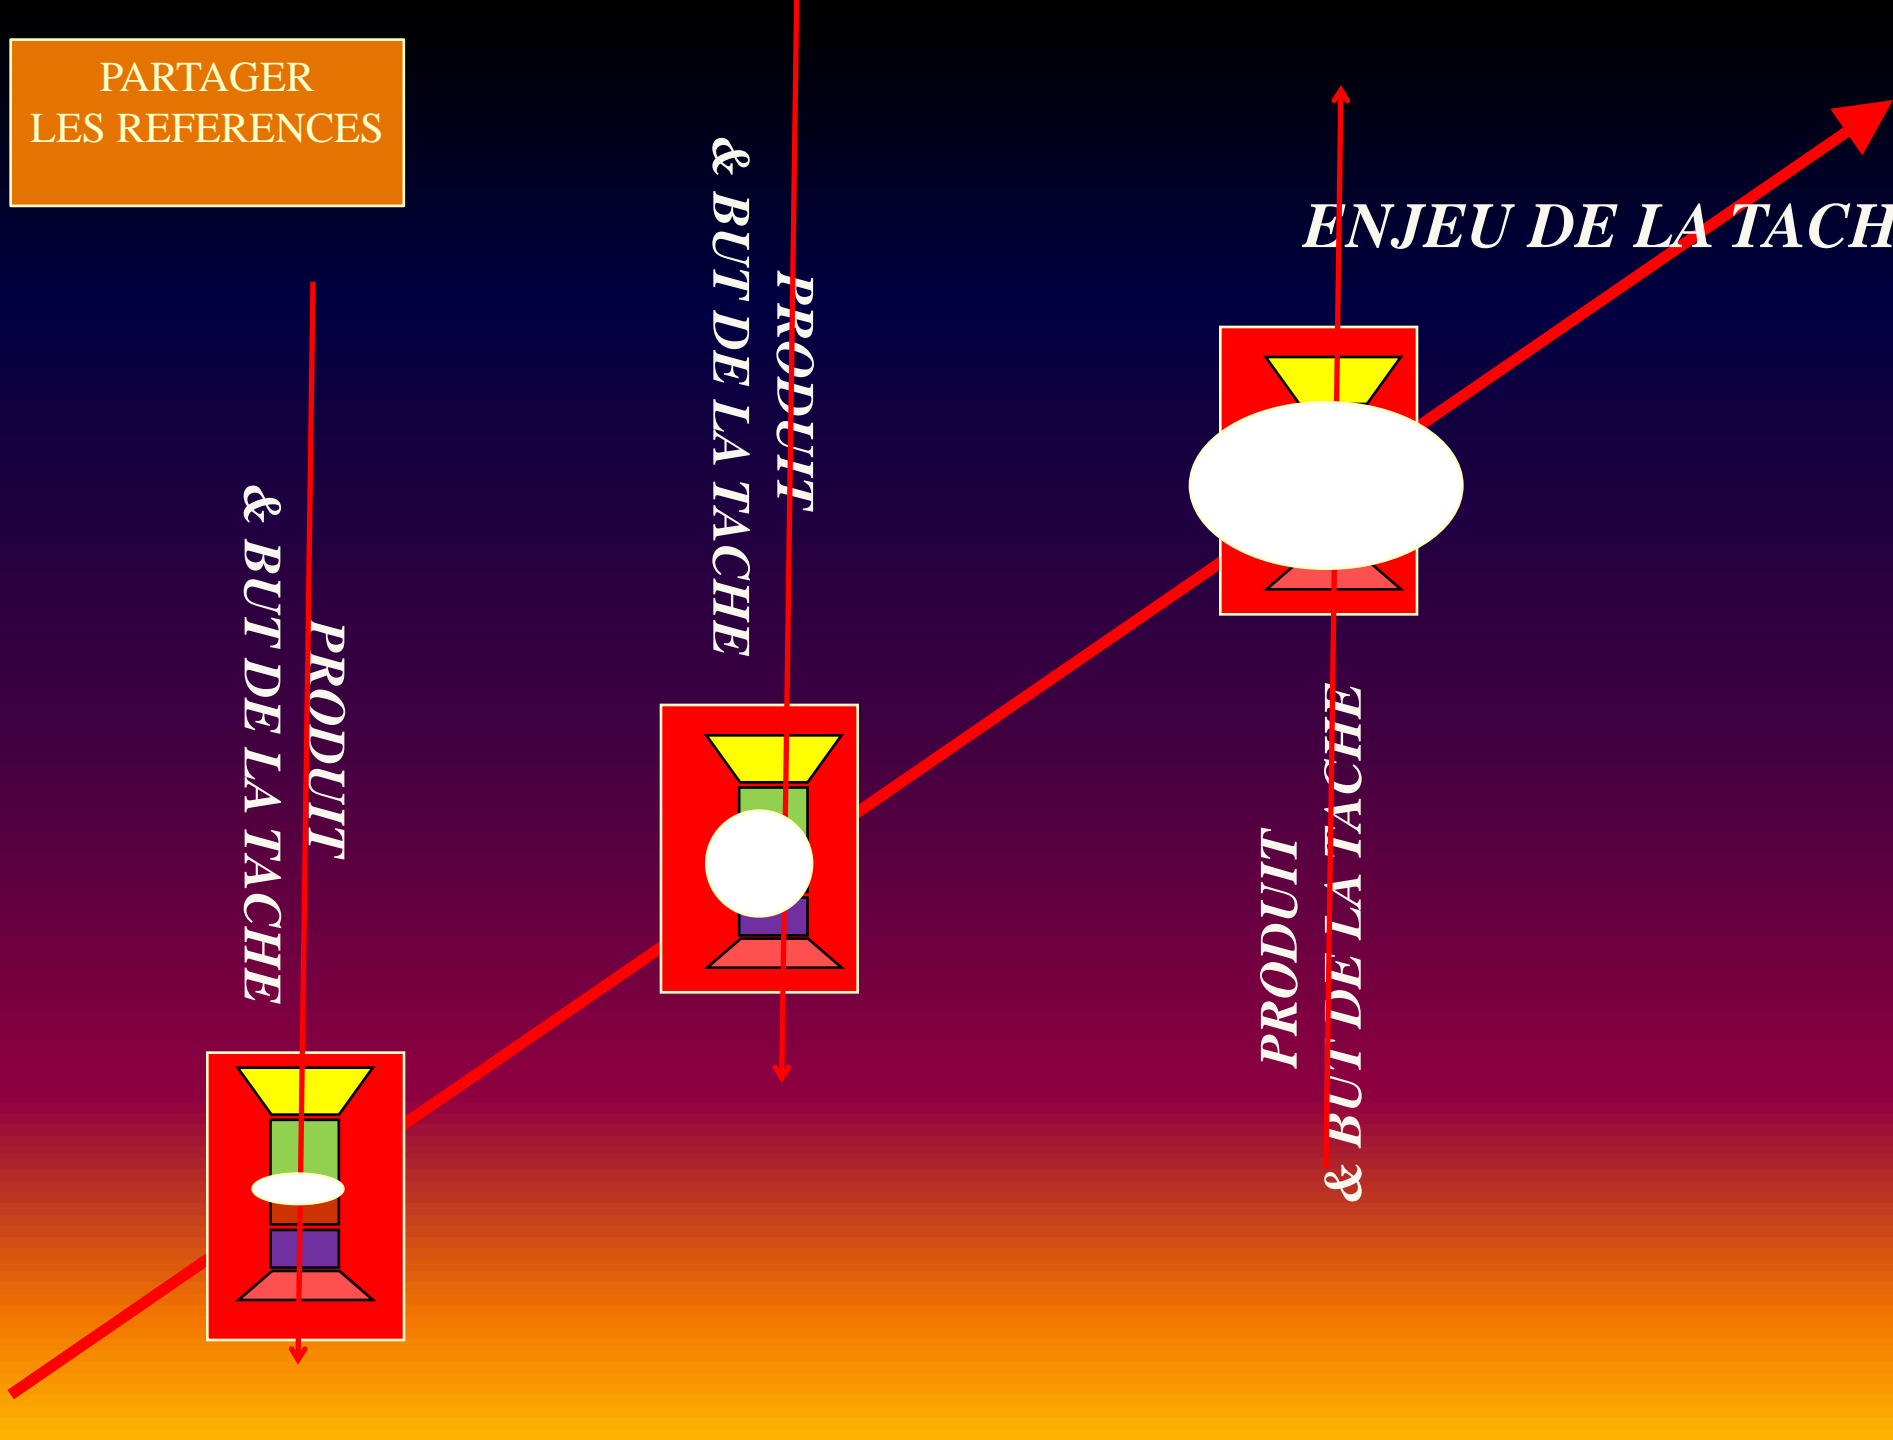 PARTAGER
LES REFERENCES
ENJEU DE LA TACH
PRODUIT
& BUT DE LA TACHE
PRODUIT
& BUT DE LA TACHE
PRODUIT
& BUT DE LA TACHE